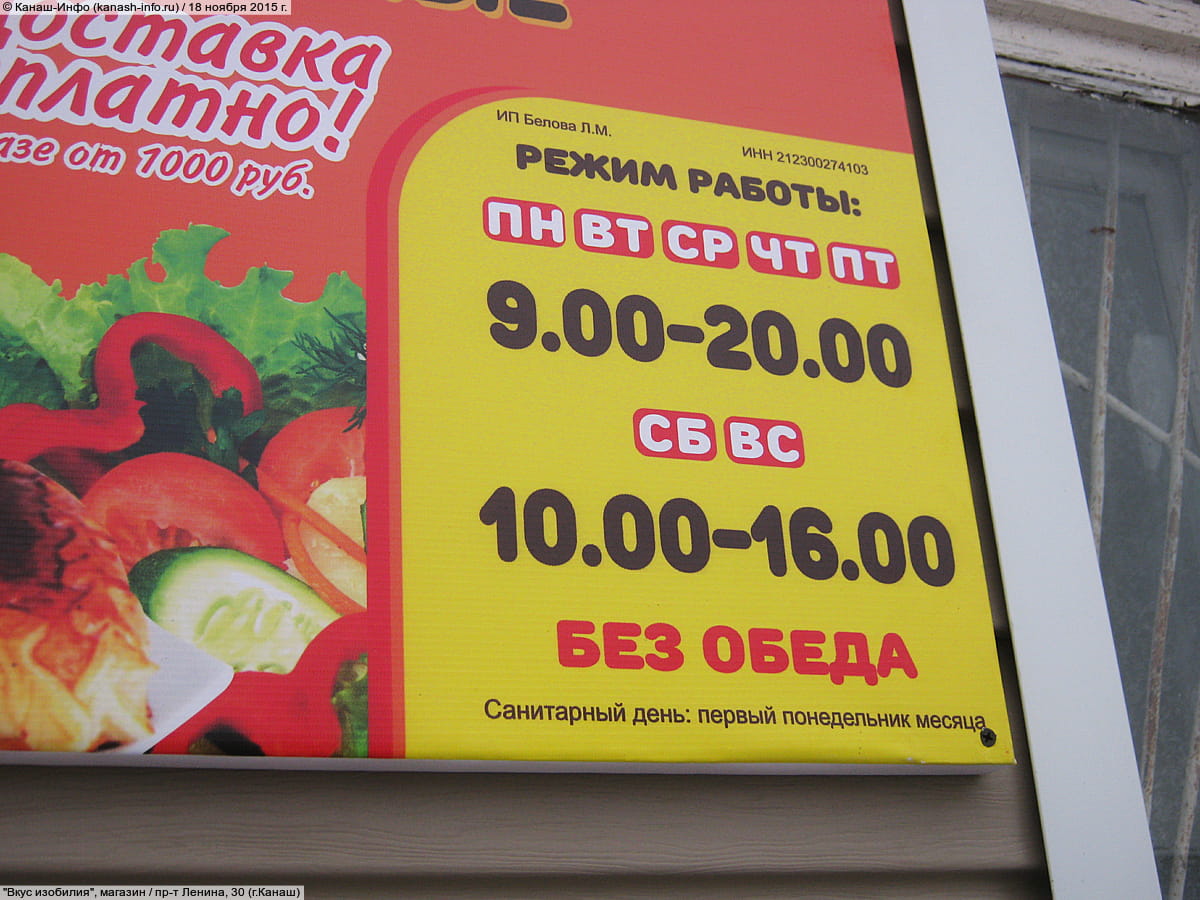 © Канаш-Инфо (kanash-info.ru) / 18 ноября 2015 г.
доставка
платно!
от 1000 руб.
ИП Белова Л.М.
ИНН 212300274103
РЕЖИМ РАБОТЫ:
ПН ВТ СР ЧТ ПТ
9.00-20.00
СБ ВС
10.00-16.00
БЕЗ ОБЕДА
Санитарный день: первый понедельник месяца
"Вкус изобилия", магазин / пр-т Ленина, 30 (г.Канаш)